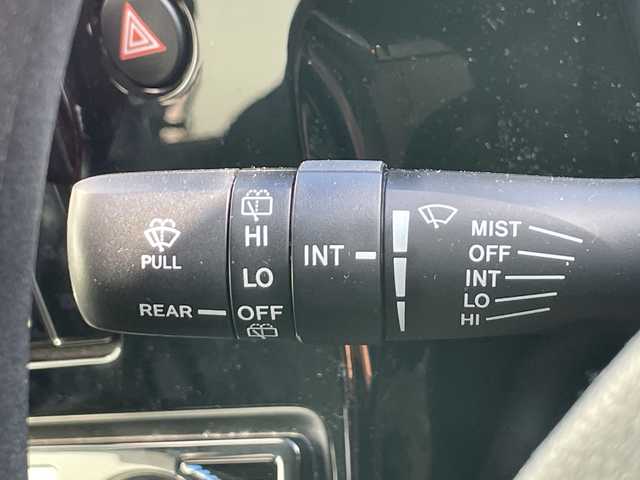 PULL
REAR
HI
LO
OFF
INT
MIST
OFF
INT
LO
HI